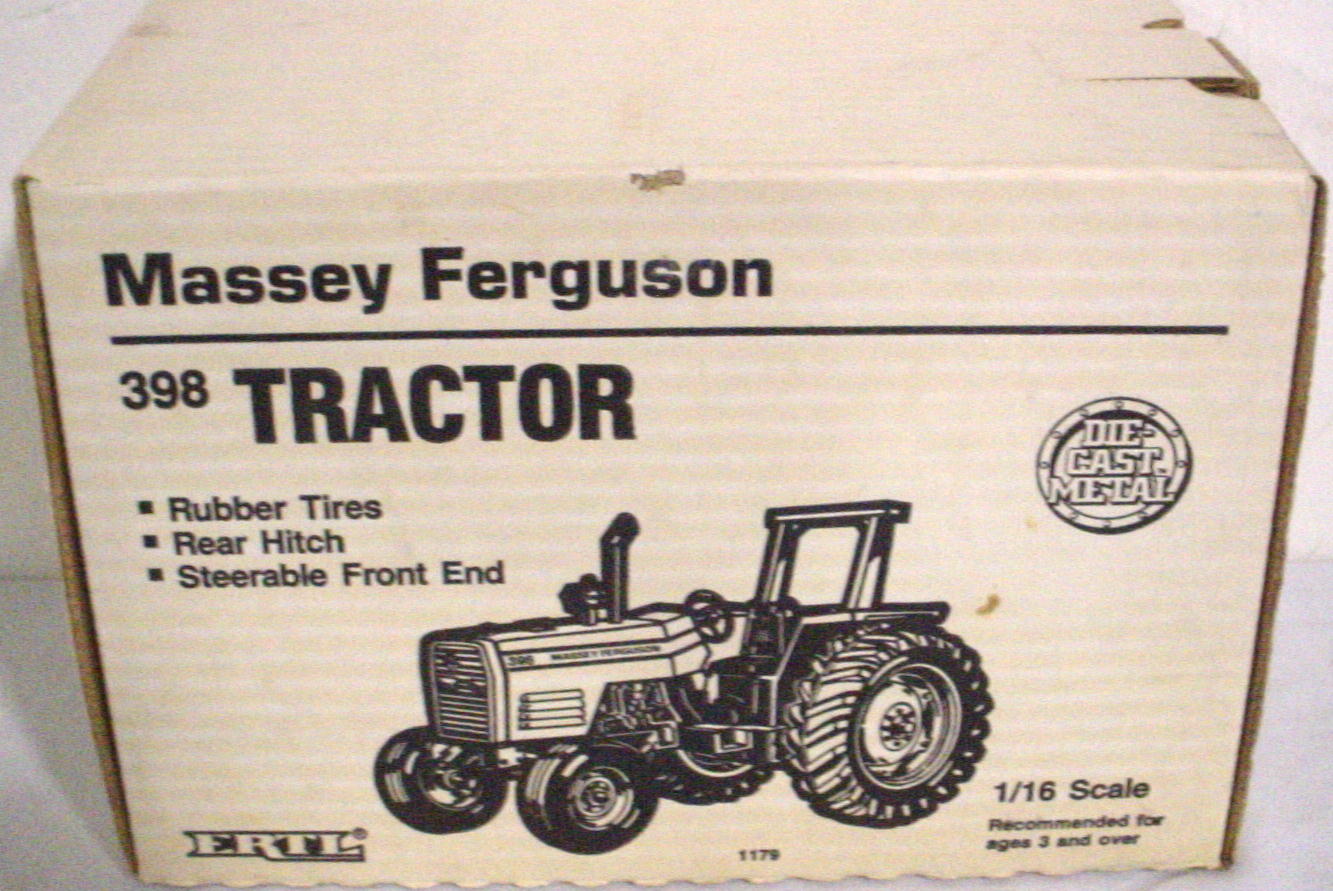 Massey Ferguson
398 TRACTOR
▪ Rubber Tires
▪ Rear Hitch
▪ Steerable Front End
DIE-
CAST
METAL
398 MASSEY FERGUSON
1/16 Scale
Recommended for
ages 3 and over
ERTL®
1179